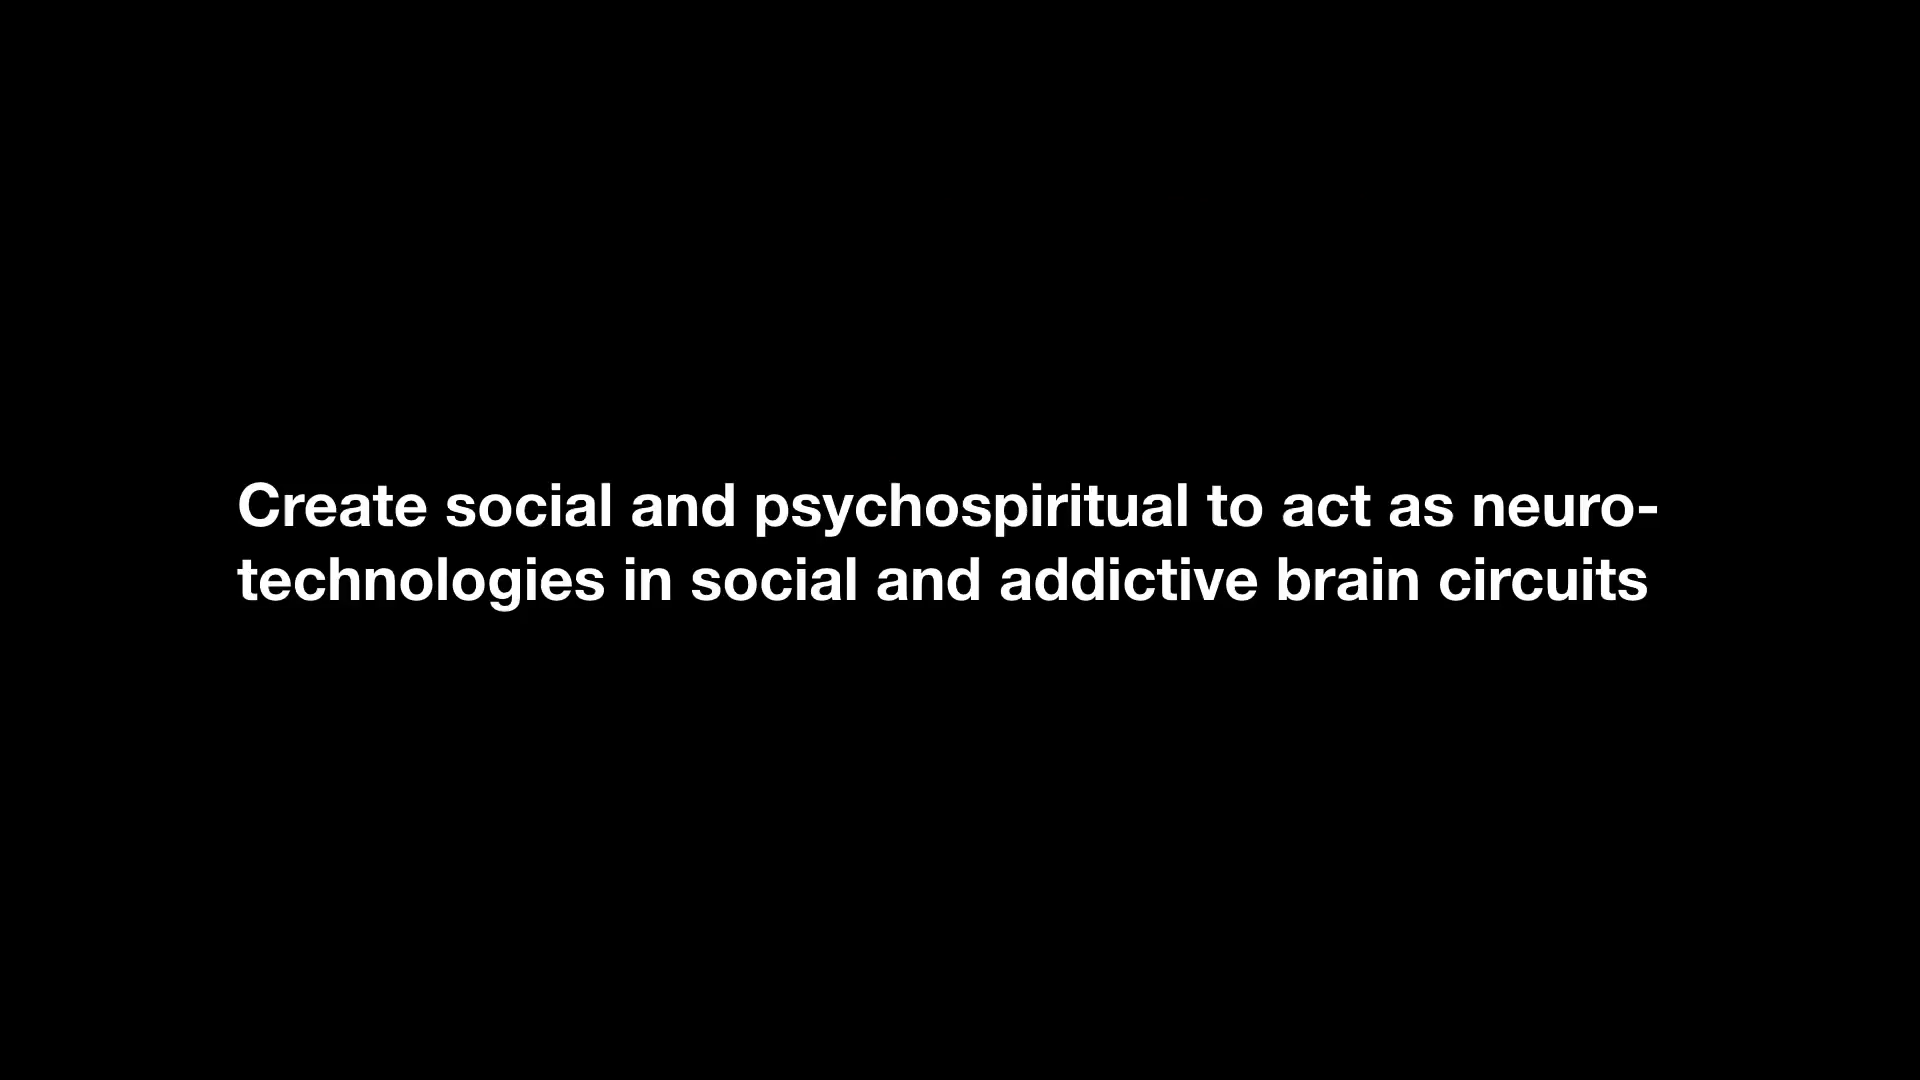 Create social and psychospiritual to act as neuro-
technologies in social and addictive brain circuits